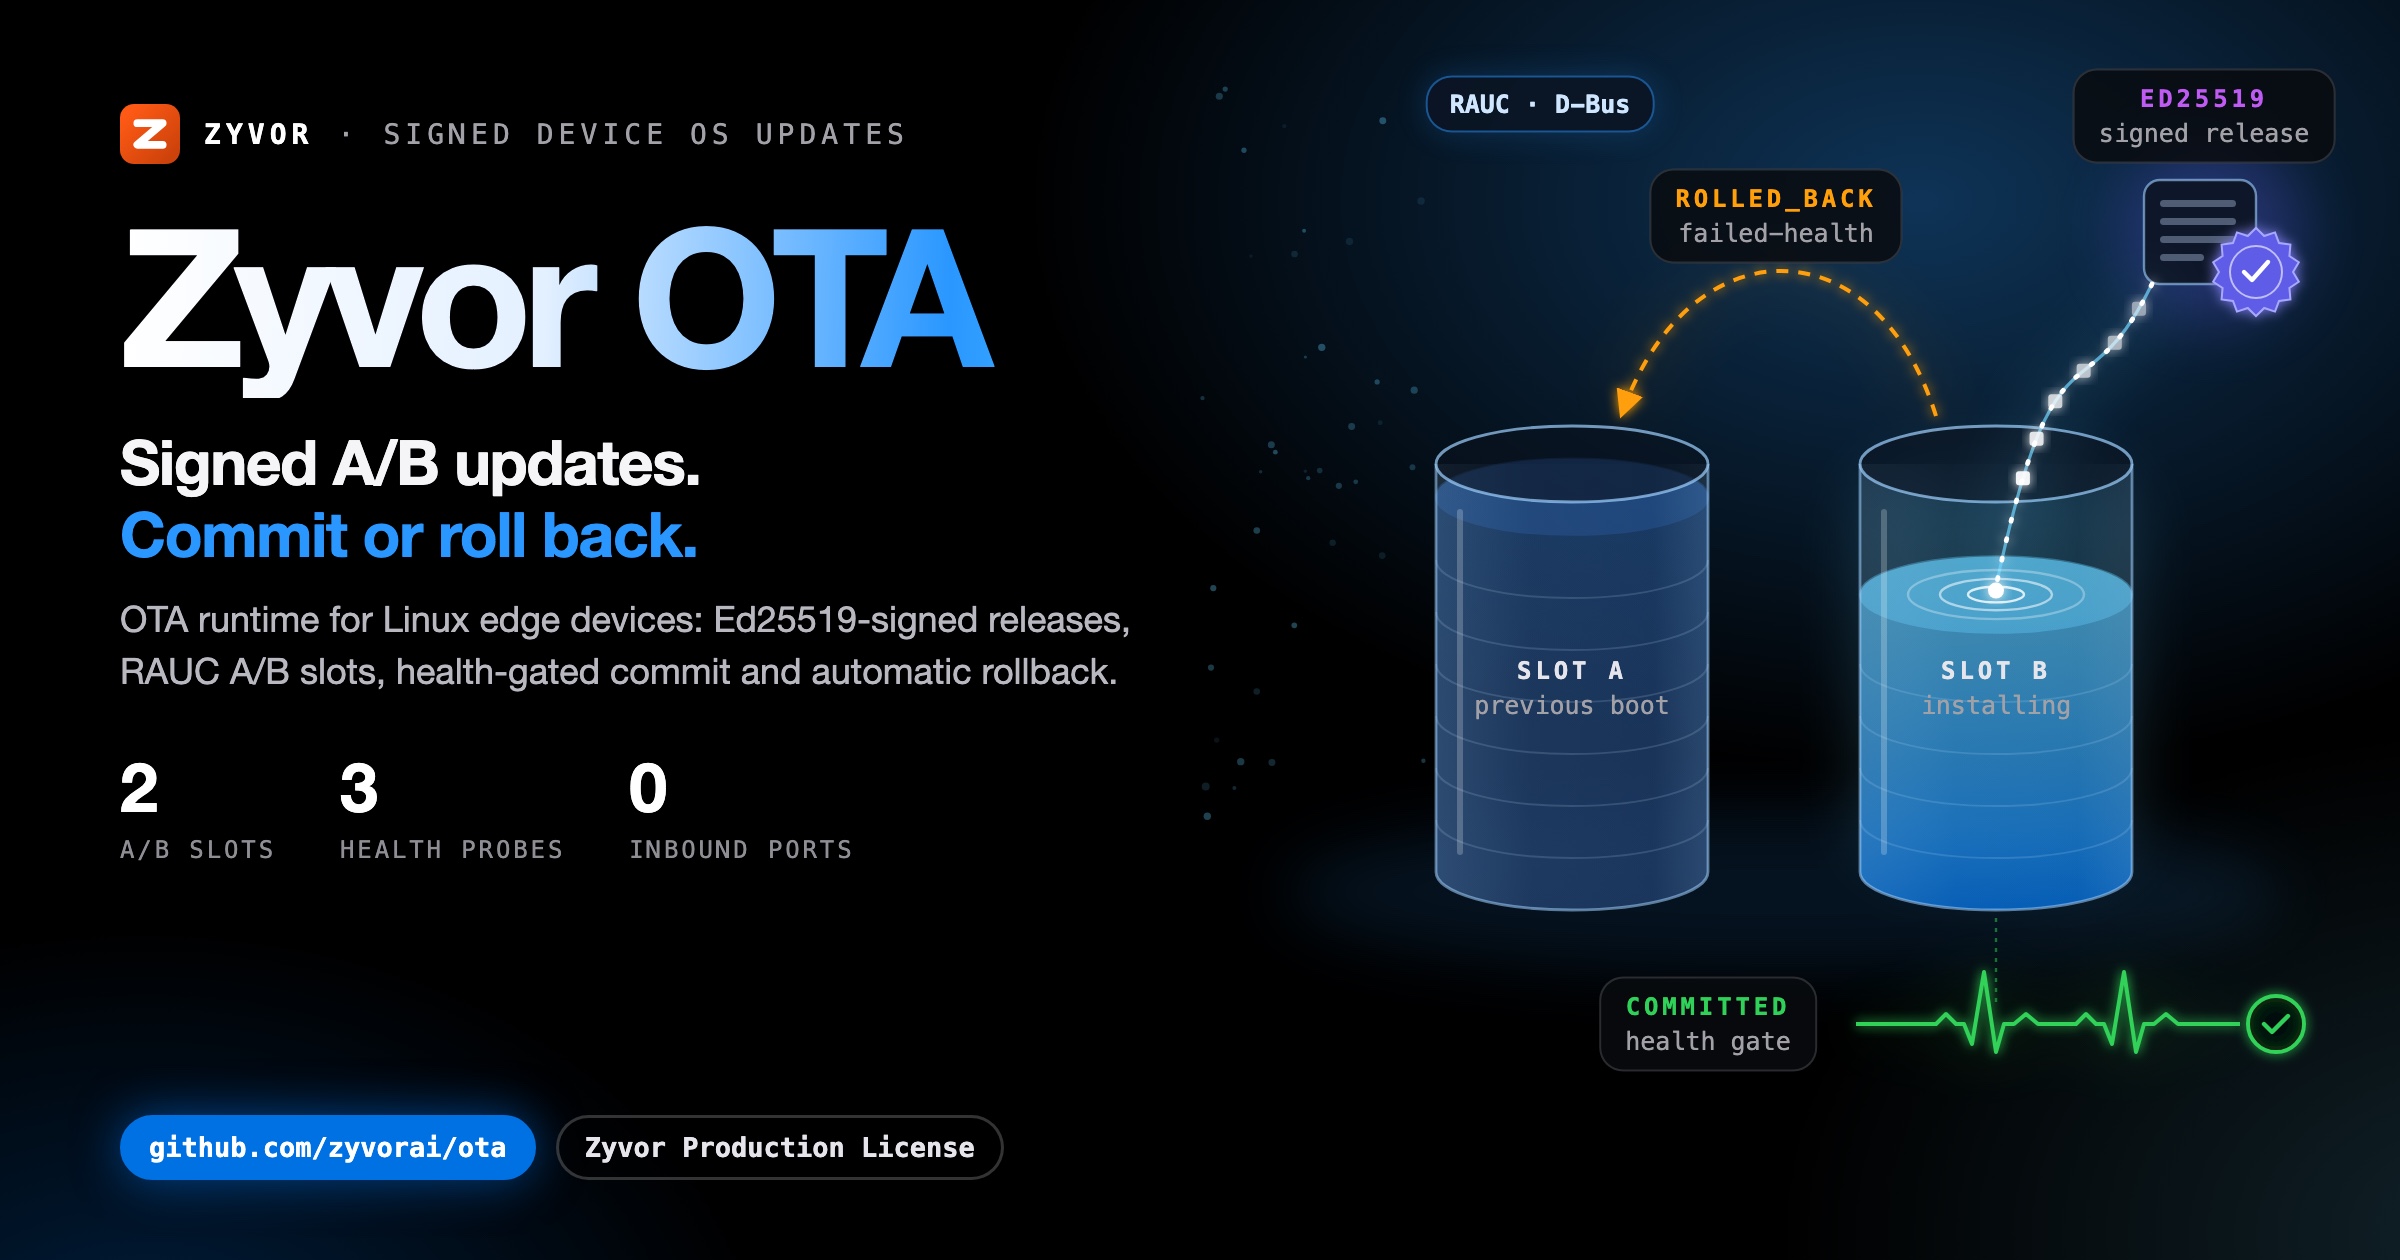 ZYVOR · SIGNED DEVICE OS UPDATES
Zyvor OTA
Signed A/B updates.
Commit or roll back.
OTA runtime for Linux edge devices: Ed25519-signed releases,
RAUC A/B slots, health-gated commit and automatic rollback.
2
A/B SLOTS
3
HEALTH PROBES
0
INBOUND PORTS
github.com/zyvorai/ota
Zyvor Production License
RAUC · D-Bus
ED25519
signed release
ROLLED_BACK
failed-health
SLOT A
previous boot
SLOT B
installing
COMMITTED
health gate